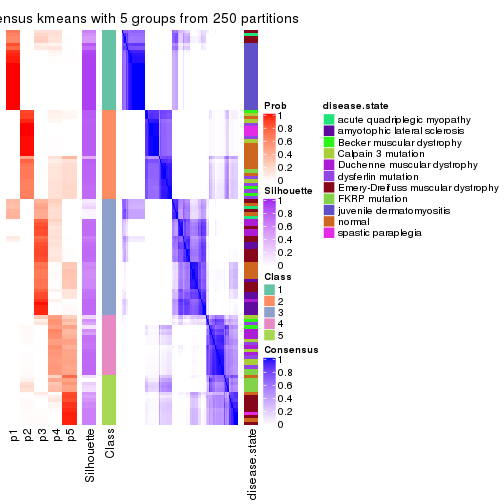 ensus kmeans with 5 groups from 250 partitions
Prob
1
0.8
0.6
0.4
0.2
0
Silhouette
1
0.8
0.6
0.4
0.2
0
Class
1
2
3
4
5
Consensus
1
0.8
0.6
0.4
0.2
0
disease.state
acute quadriplegic myopathy
amyotophic lateral sclerosis
Becker muscular dystrophy
Calpain 3 mutation
Duchenne muscular dystrophy
dysferlin mutation
Emery-Dreifuss muscular dystrophy
FKRP mutation
juvenile dermatomyositis
normal
spastic paraplegia
p1
p2
p3
p4
p5
Silhouette
Class
disease.state